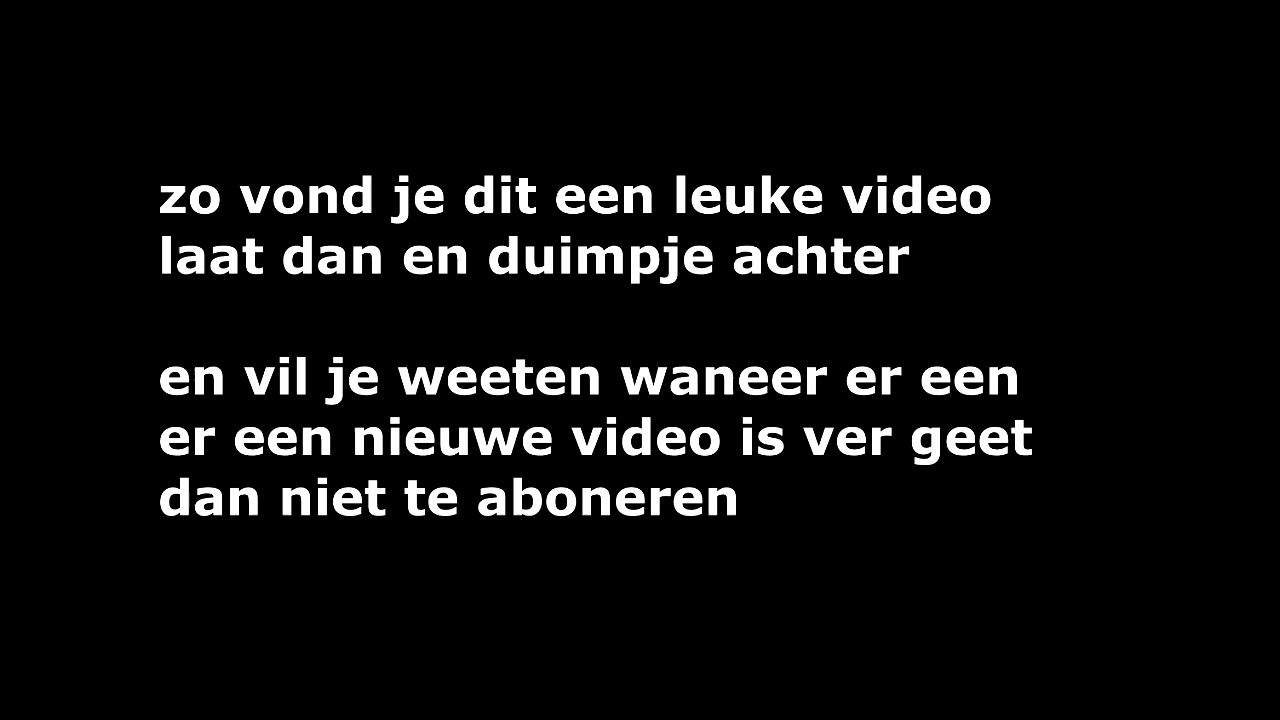 zo vond je dit een leuke video
laat dan en duimpje achter
en vil je weeten waneer er een
er een nieuwe video is ver geet
dan niet te aboneren